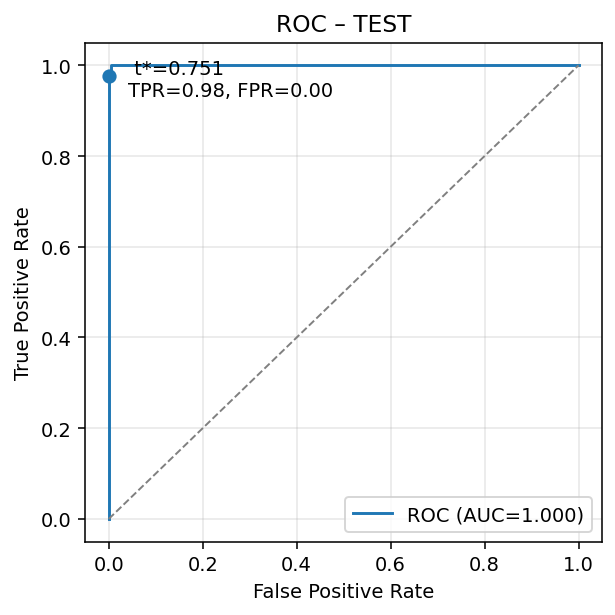 ROC – TEST
t*=0.751
TPR=0.98, FPR=0.00
True Positive Rate
1.0
0.8
0.6
0.4
0.2
0.0
ROC (AUC=1.000)
0.0 0.2 0.4 0.6 0.8 1.0
False Positive Rate